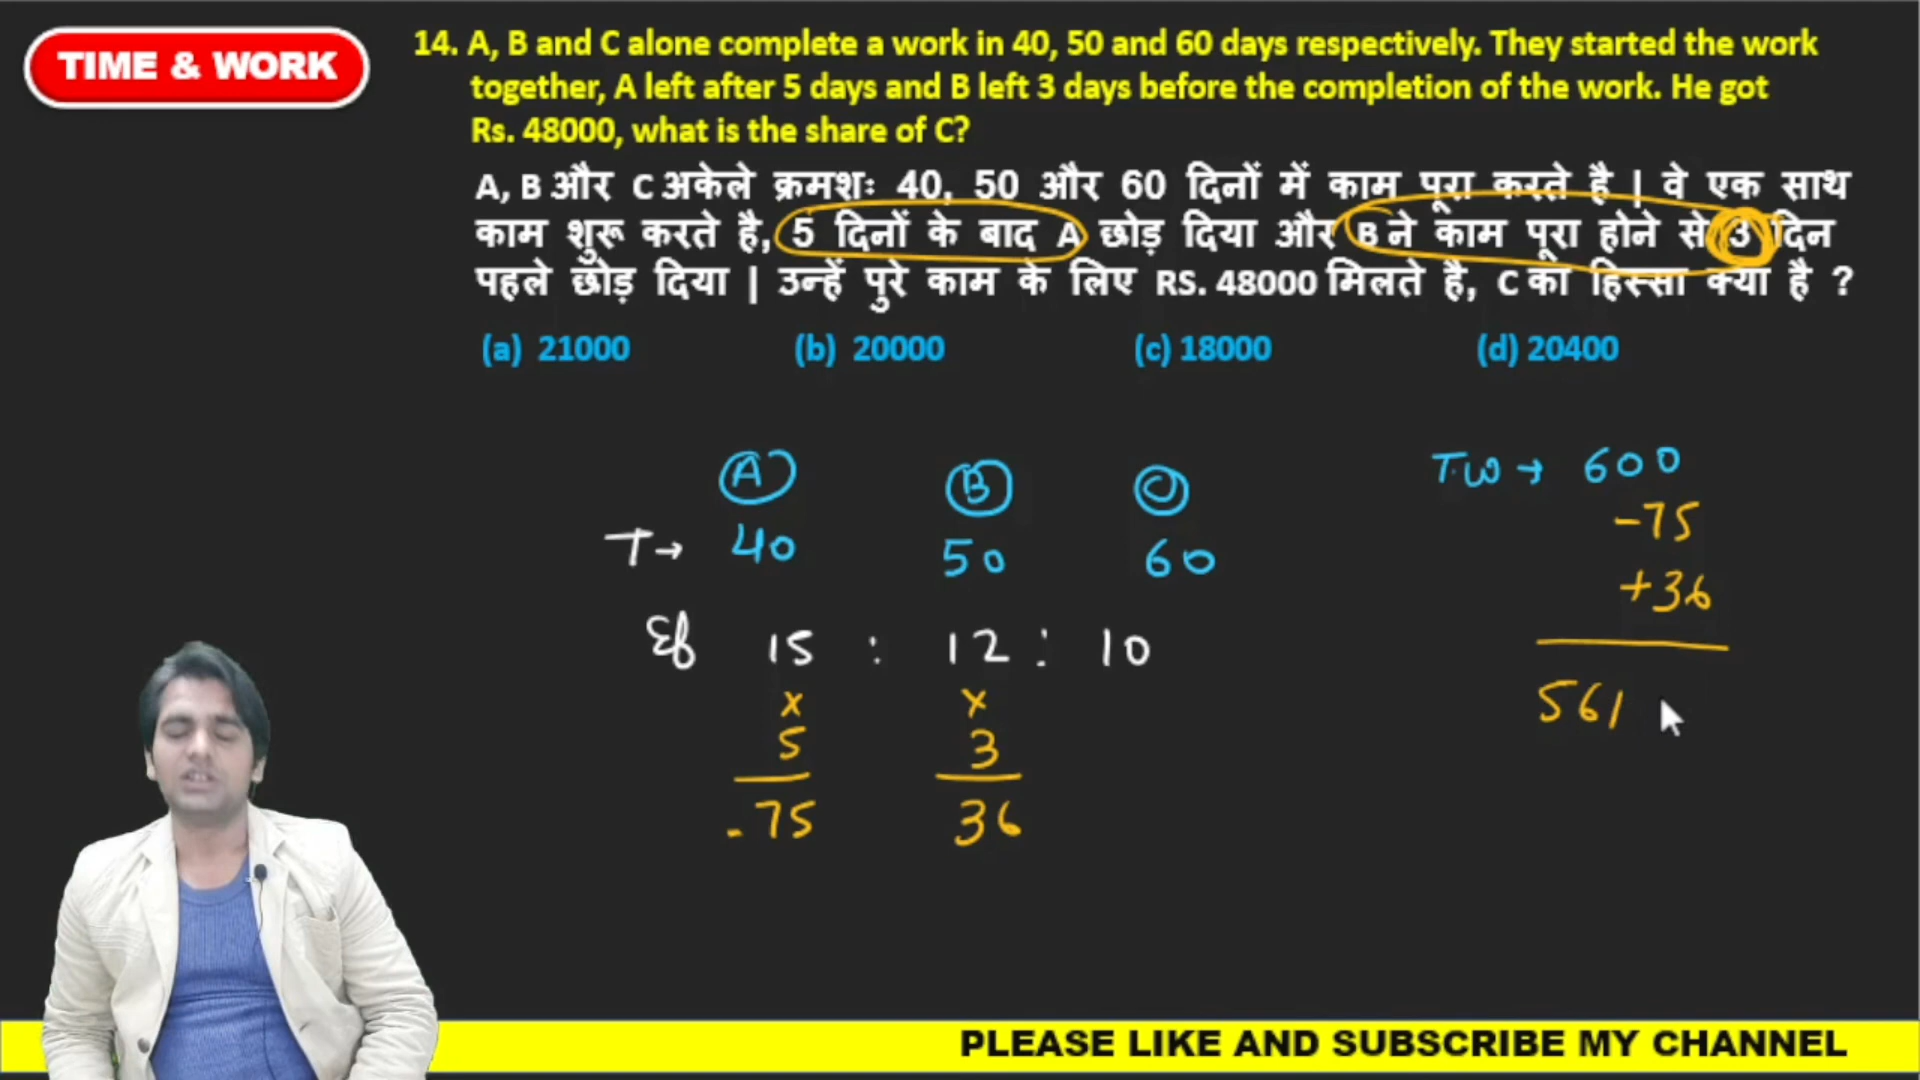 TIME & WORK
14. A, B and C alone complete a work in 40, 50 and 60 days respectively. They started the work
together, A left after 5 days and B left 3 days before the completion of the work. He got
Rs. 48000, what is the share of C?
A, B और C अकेले क्रमशः 40, 50 और 60 दिनों में काम पूरा करते है | वे एक साथ
काम शुरू करते है, 5 दिनों के बाद A छोड़ दिया और B ने काम पूरा होने से 3 दिन
पहले छोड़ दिया | उन्हें पुरे काम के लिए RS. 48000 मिलते है, C का हिस्सा क्या है ?
(a) 21000 (b) 20000 (c) 18000 (d) 20400
A B C T.W → 600
T → 40 50 60 -75
+36
Ef 15 : 12 : 10
x x
5 3 561
-75 36
PLEASE LIKE AND SUBSCRIBE MY CHANNEL